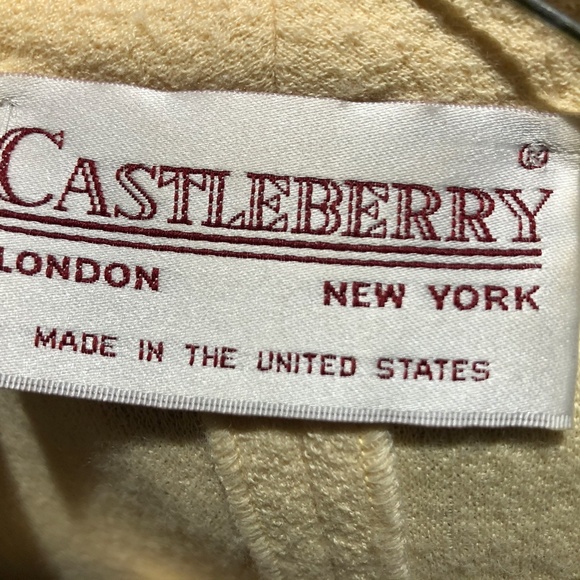 CASTLEBERRY®
LONDON
NEW YORK
MADE IN THE UNITED STATES